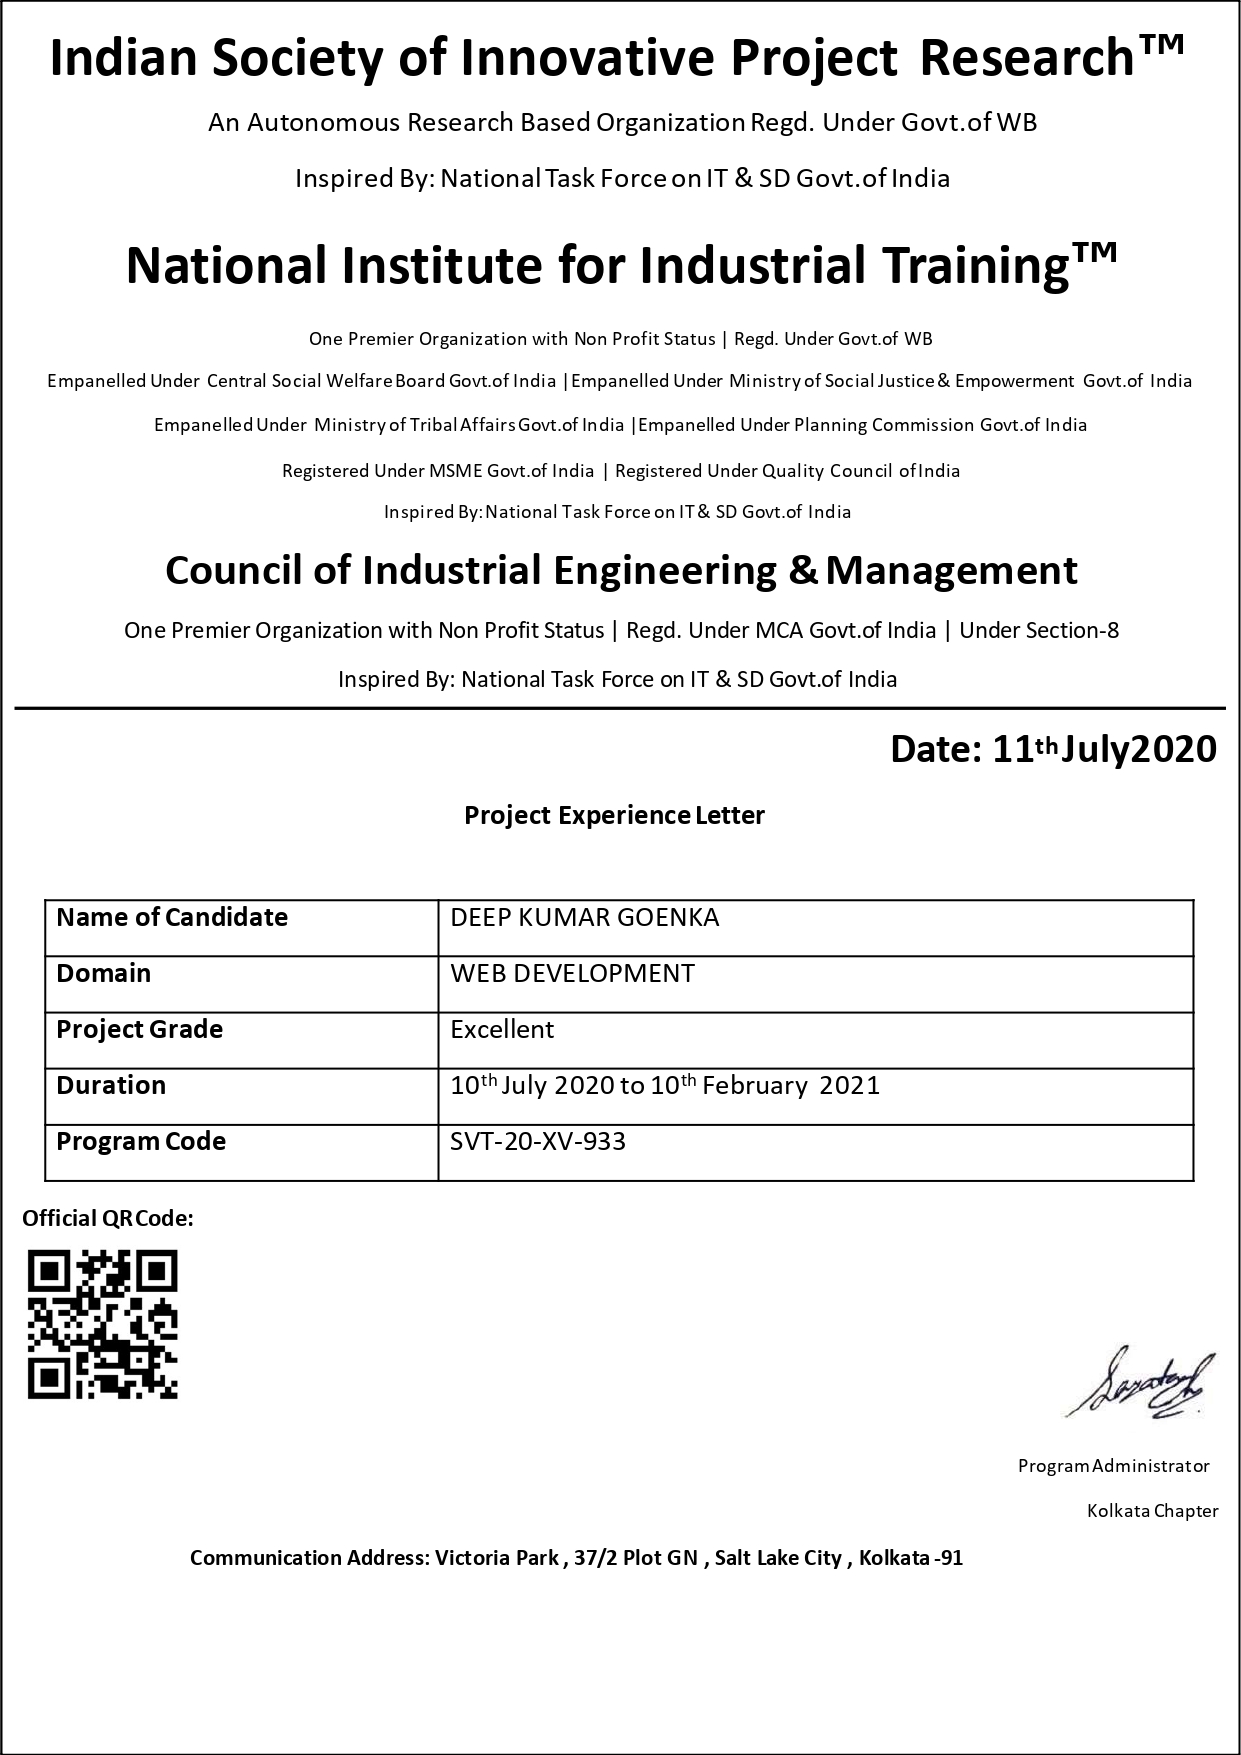 Indian Society of Innovative Project Research™
An Autonomous Research Based Organization Regd. Under Govt.of WB
Inspired By: National Task Force on IT & SD Govt.of India
National Institute for Industrial Training™
One Premier Organization with Non Profit Status | Regd. Under Govt.of WB
Empanelled Under Central Social Welfare Board Govt.of India |Empanelled Under Ministry of Social Justice & Empowerment Govt.of India
Empanelled Under Ministry of Tribal Affairs Govt.of India |Empanelled Under Planning Commission Govt.of India
Registered Under MSME Govt.of India | Registered Under Quality Council of India
Inspired By: National Task Force on IT & SD Govt.of India
Council of Industrial Engineering & Management
One Premier Organization with Non Profit Status | Regd. Under MCA Govt.of India | Under Section-8
Inspired By: National Task Force on IT & SD Govt.of India
Date: 11th July2020
Project Experience Letter
Name of Candidate DEEP KUMAR GOENKA
Domain WEB DEVELOPMENT
Project Grade Excellent
Duration 10th July 2020 to 10th February 2021
Program Code SVT-20-XV-933
Official QR Code:
Program Administrator
Kolkata Chapter
Communication Address: Victoria Park , 37/2 Plot GN , Salt Lake City , Kolkata -91